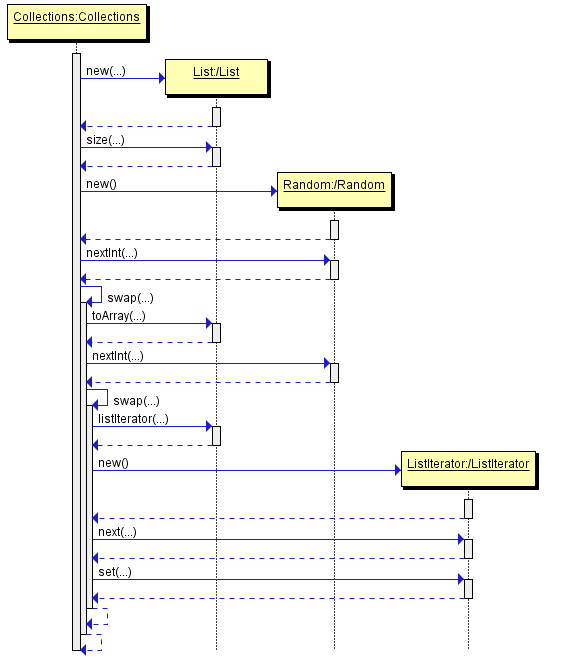 Collections:Collections
new(...)
List:/List
size(...)
new()
Random:/Random
nextInt(...)
swap(...)
toArray(...)
nextInt(...)
swap(...)
listIterator(...)
new()
ListIterator:/ListIterator
next(...)
set(...)